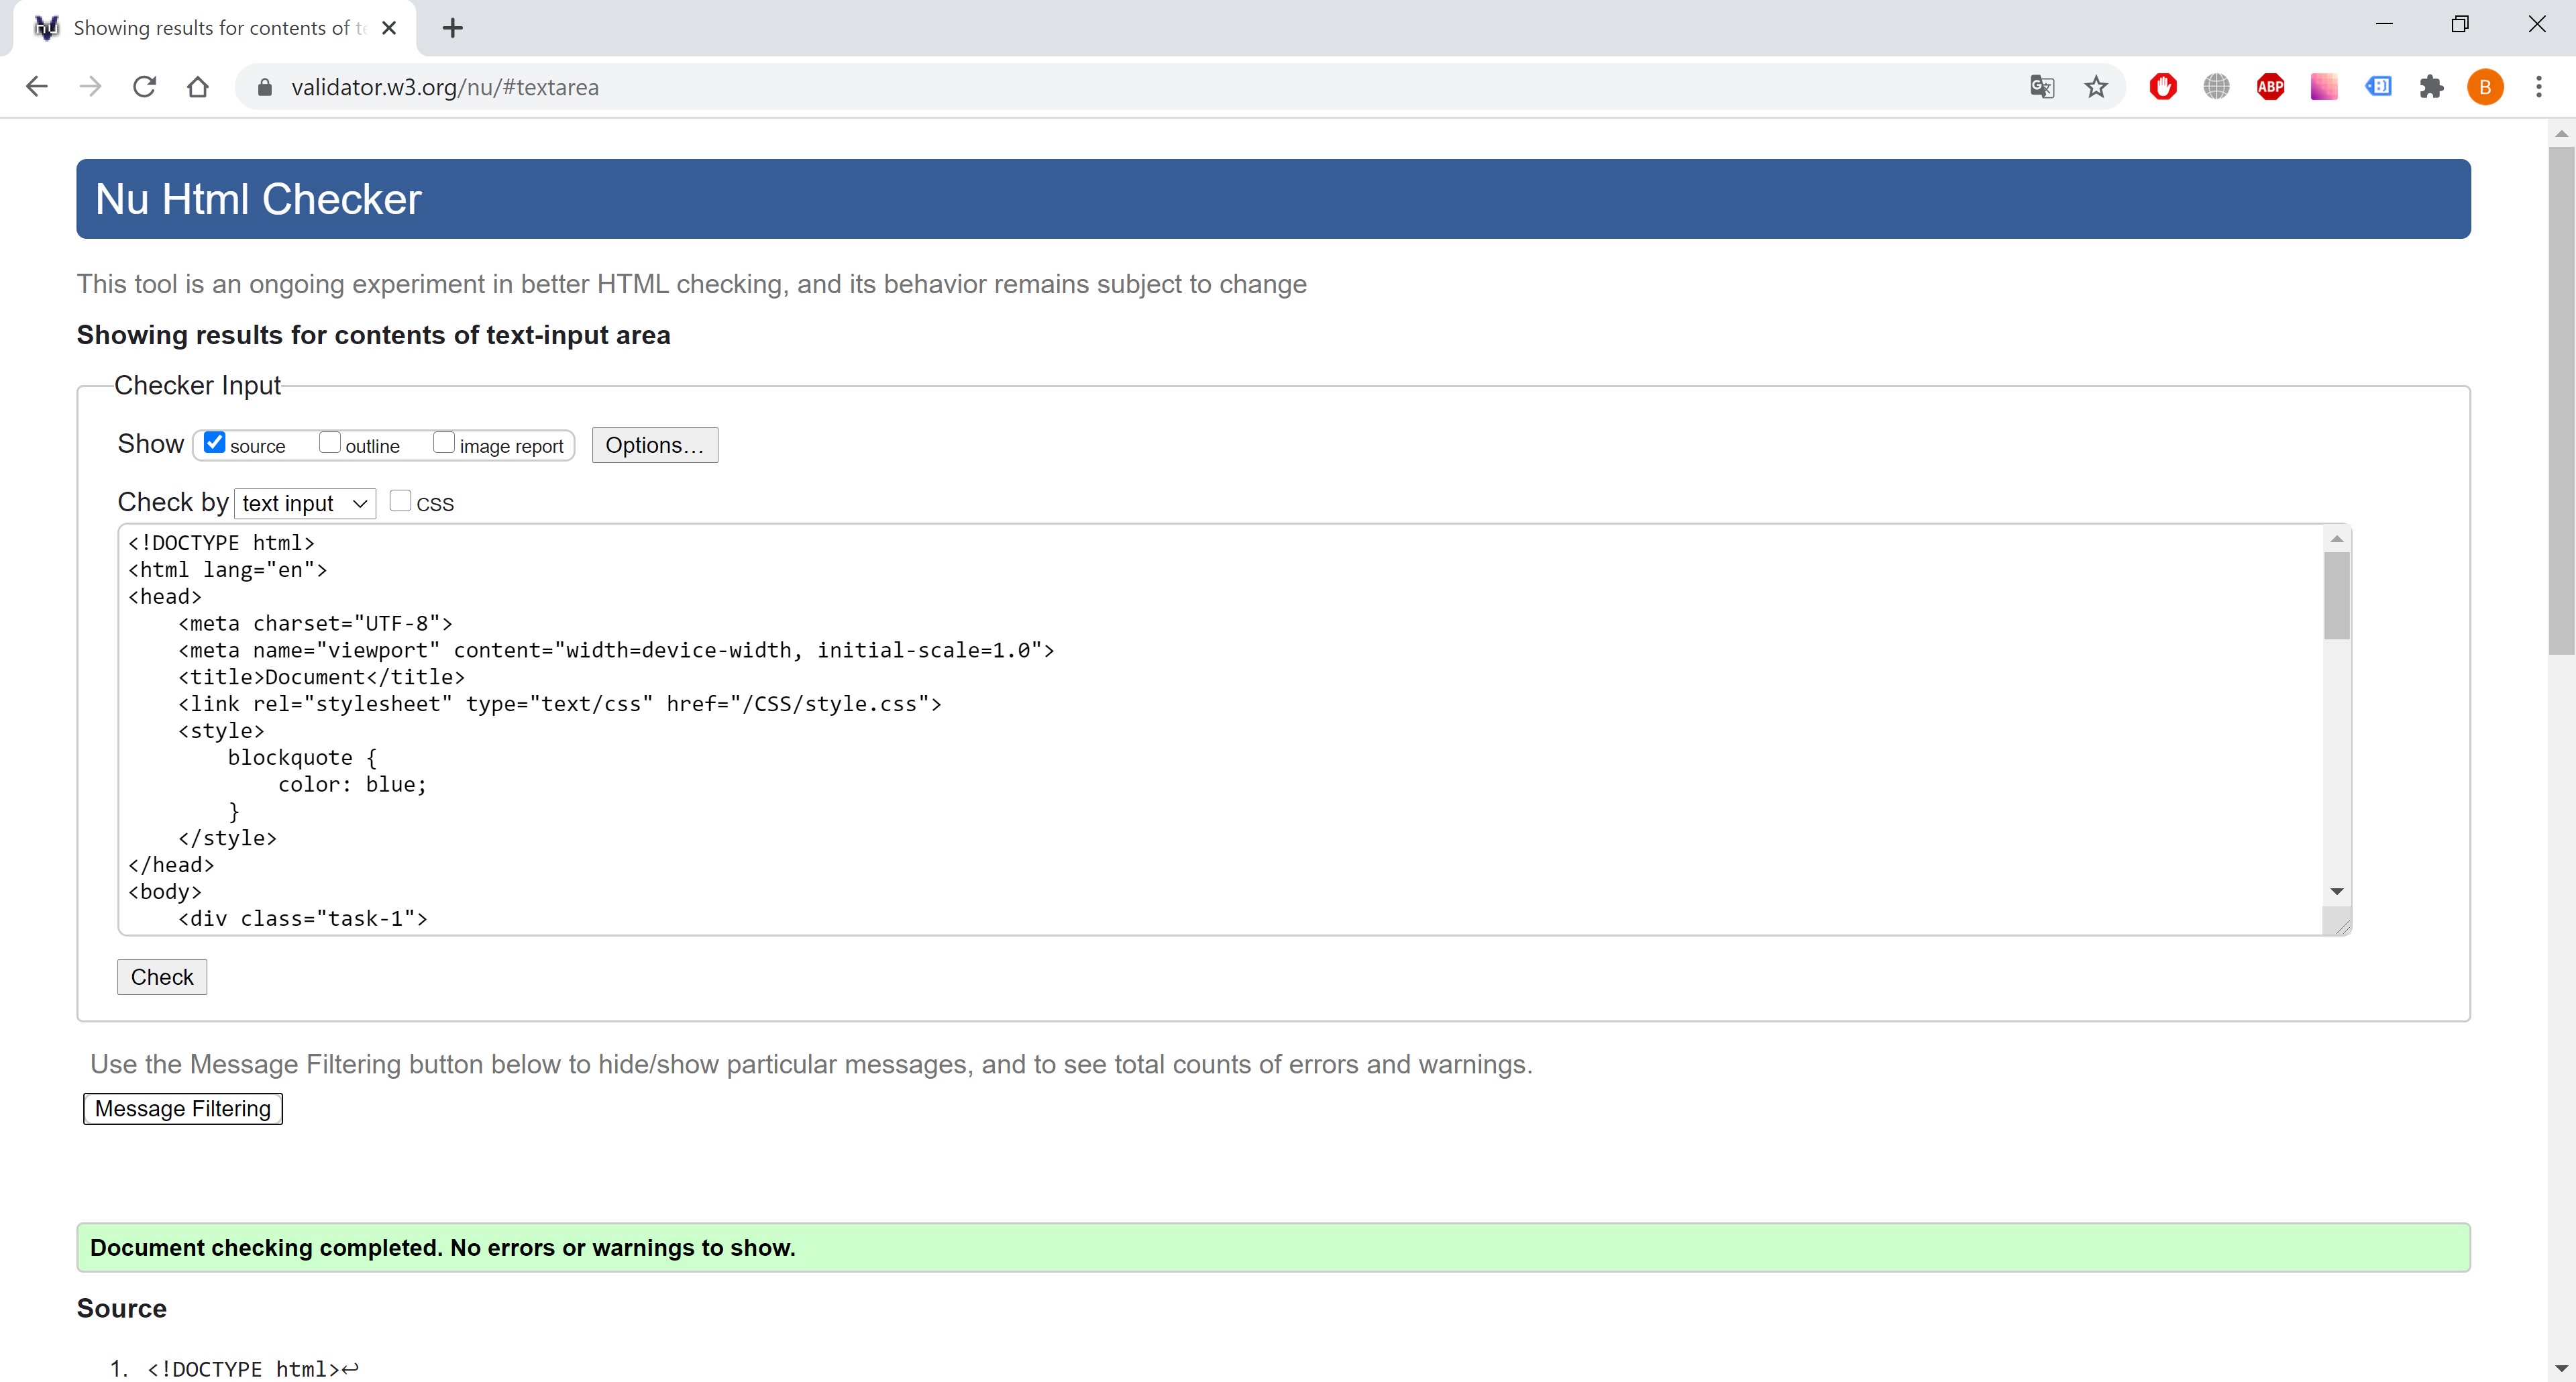 Showing results for contents of
validator.w3.org/nu/#textarea
ABP
B
Nu Html Checker
This tool is an ongoing experiment in better HTML checking, and its behavior remains subject to change
Showing results for contents of text-input area
Checker Input
Show source outline image report Options...
Check by text input CSS
<!DOCTYPE html>
<html lang="en">
<head>
    <meta charset="UTF-8">
    <meta name="viewport" content="width=device-width, initial-scale=1.0">
    <title>Document</title>
    <link rel="stylesheet" type="text/css" href="/CSS/style.css">
    <style>
        blockquote {
            color: blue;
        }
    </style>
</head>
<body>
    <div class="task-1">
Check
Use the Message Filtering button below to hide/show particular messages, and to see total counts of errors and warnings.
Message Filtering
Document checking completed. No errors or warnings to show.
Source
1. <!DOCTYPE html>↩